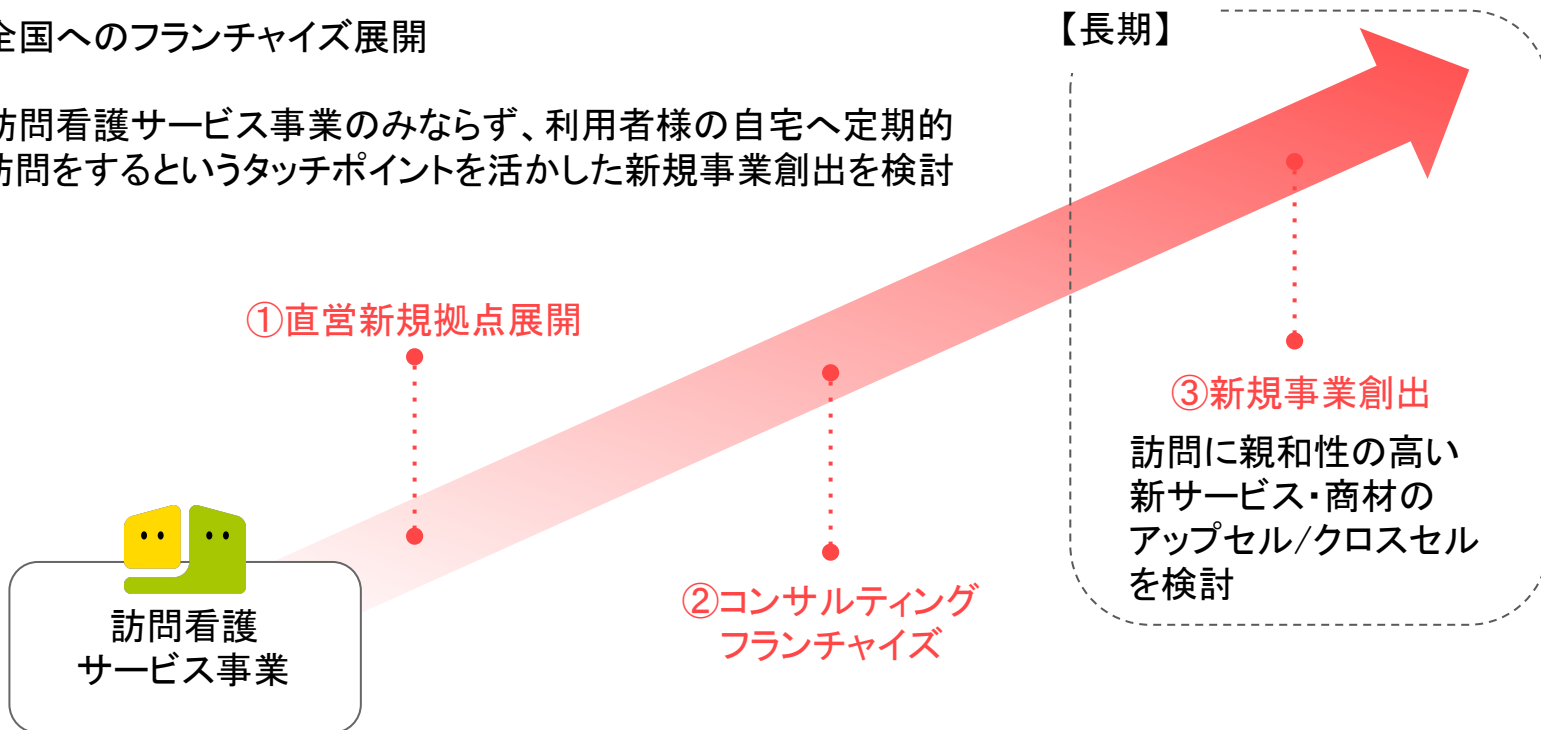 全国へのフランチャイズ展開
【長期】
訪問看護サービス事業のみならず、利用者様の自宅へ定期的
訪問をするというタッチポイントを活かした新規事業創出を検討
①直営新規拠点展開
③新規事業創出
訪問に親和性の高い
新サービス・商材の
アップセル/クロスセル
を検討
②コンサルティング
フランチャイズ
訪問看護
サービス事業